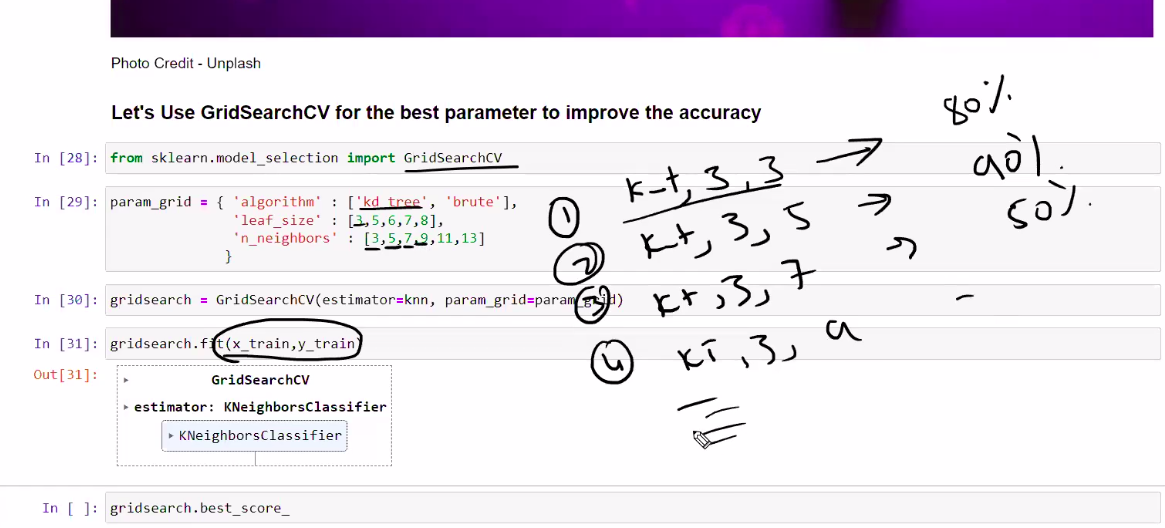 Photo Credit - Unplash
Let's Use GridSearchCV for the best parameter to improve the accuracy
In [28]: from sklearn.model_selection import GridSearchCV
In [29]: param_grid = { 'algorithm' : ['kd_tree', 'brute'],
'leaf_size' : [3,5,6,7,8],
'n_neighbors' : [3,5,7,9,11,13]
}
In [30]: gridsearch = GridSearchCV(estimator=knn, param_grid=param_grid)
In [31]: gridsearch.fit(x_train,y_train)
Out[31]: GridSearchCV
estimator: KNeighborsClassifier
KNeighborsClassifier
In [ ]: gridsearch.best_score_
1 k-t, 3, 3 → 80%
2 kt, 3, 5 → 90%
3 kt, 3, 7 → 50%
4 kt, 3, 9